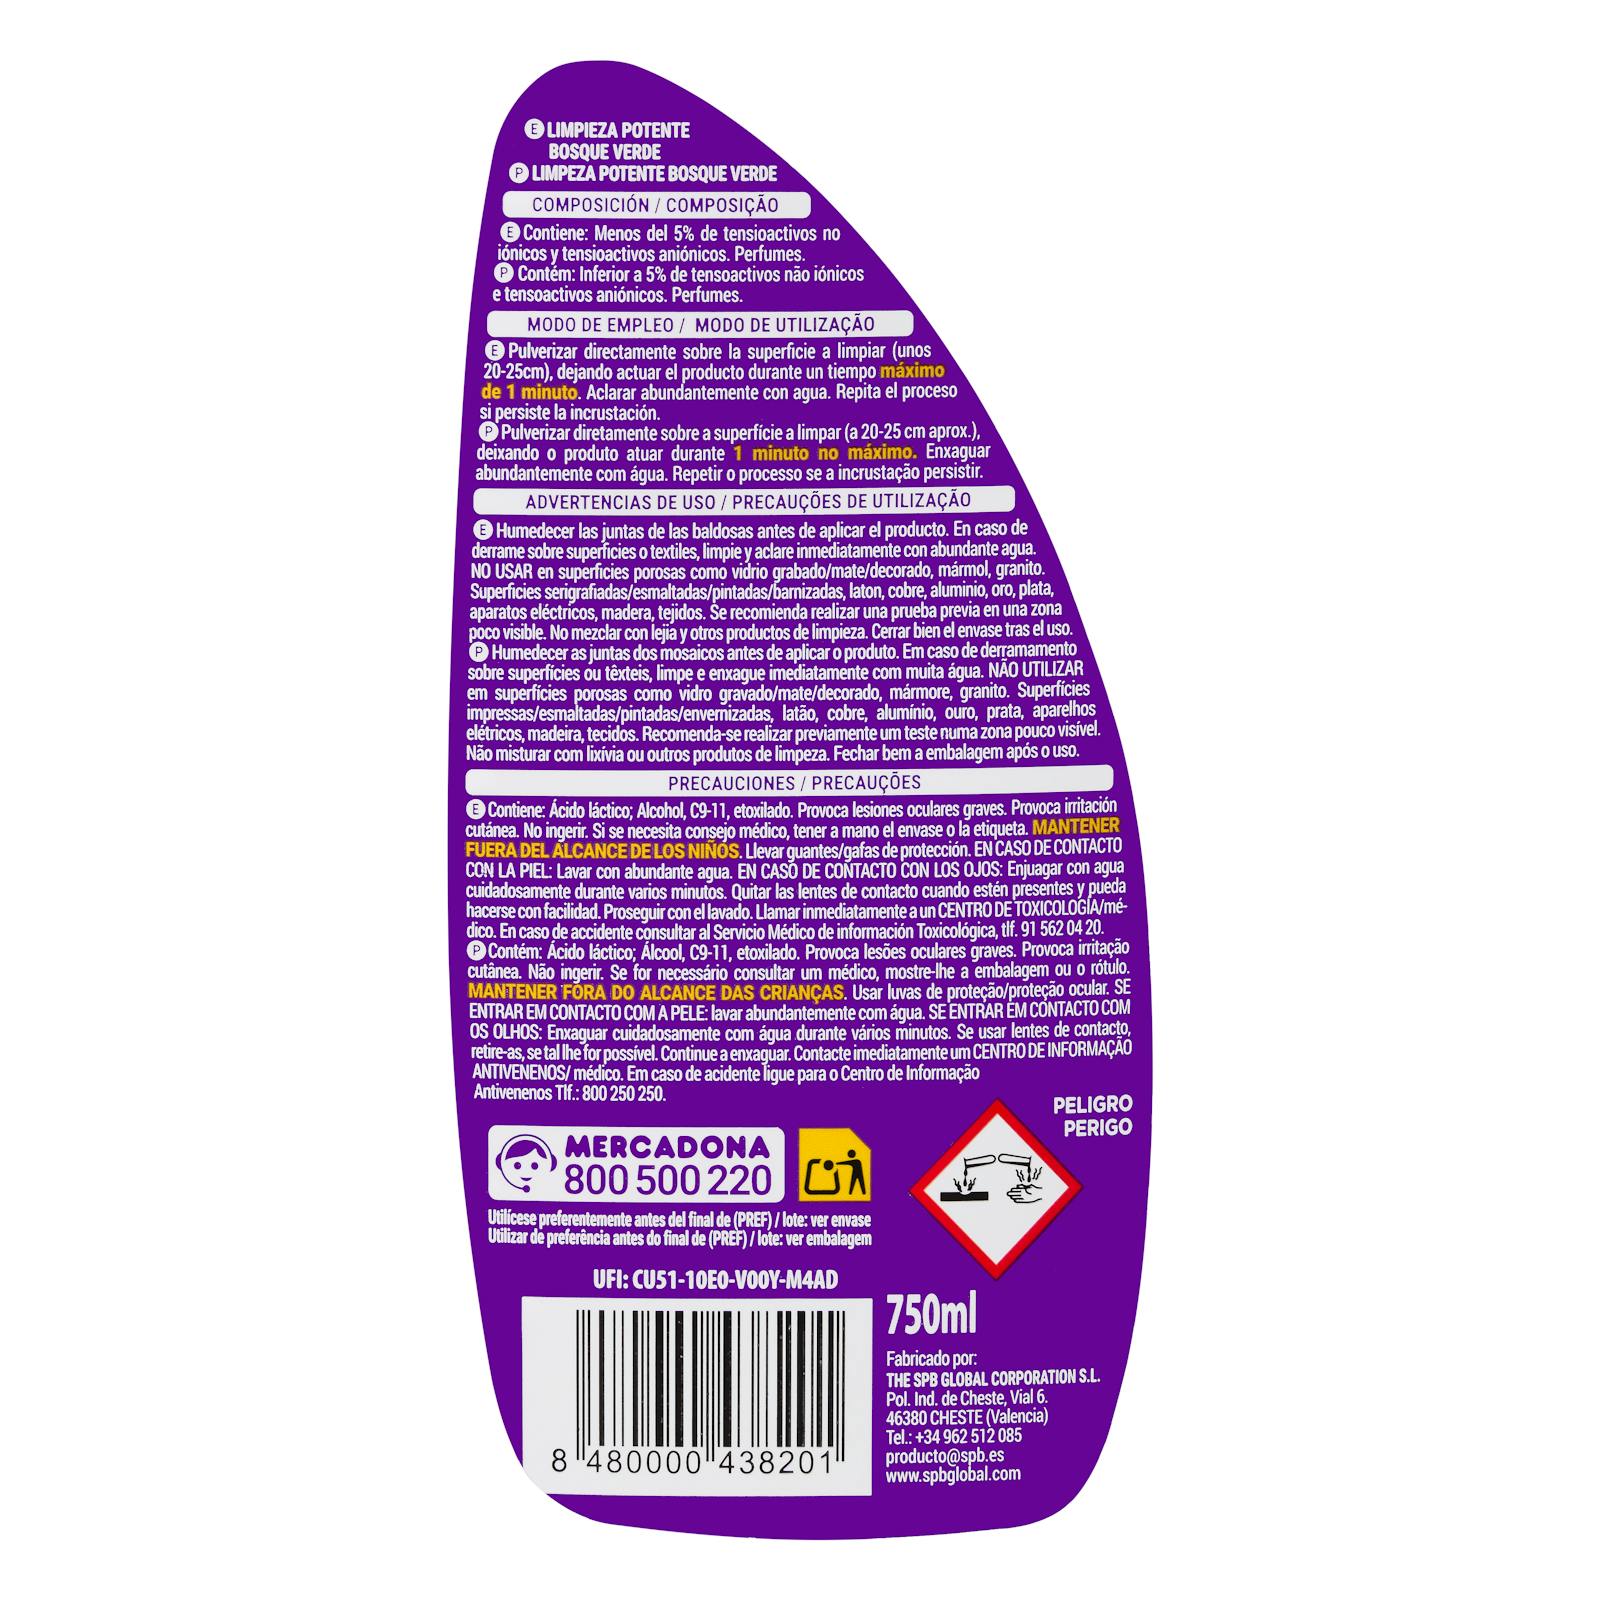 E LIMPIEZA POTENTE
BOSQUE VERDE
P LIMPEZA POTENTE BOSQUE VERDE
COMPOSICIÓN / COMPOSIÇÃO
E Contiene: Menos del 5% de tensioactivos no
iónicos y tensioactivos aniónicos. Perfumes.
P Contém: Inferior a 5% de tensoactivos não iónicos
e tensoactivos aniónicos. Perfumes.
MODO DE EMPLEO / MODO DE UTILIZAÇÃO
E Pulverizar directamente sobre la superficie a limpiar (unos
20-25cm), dejando actuar el producto durante un tiempo máximo
de 1 minuto. Aclarar abundantemente con agua. Repita el proceso
si persiste la incrustación.
P Pulverizar diretamente sobre a superfície a limpar (a 20-25 cm aprox.),
deixando o produto atuar durante 1 minuto no máximo. Enxaguar
abundantemente com água. Repetir o processo se a incrustação persistir.
ADVERTENCIAS DE USO / PRECAUÇÕES DE UTILIZAÇÃO
E Humedecer las juntas de las baldosas antes de aplicar el producto. En caso de
derrame sobre superficies o textiles, limpie y aclare inmediatamente con abundante agua.
NO USAR en superficies porosas como vidrio grabado/mate/decorado, mármol, granito.
Superficies serigrafiadas/esmaltadas/pintadas/barnizadas, laton, cobre, aluminio, oro, plata,
aparatos eléctricos, madera, tejidos. Se recomienda realizar una prueba previa en una zona
poco visible. No mezclar con lejia y otros productos de limpieza. Cerrar bien el envase tras el uso.
P Humedecer as juntas dos mosaicos antes de aplicar o produto. Em caso de derramamento
sobre superfícies ou têxteis, limpe e enxague imediatamente com muita água. NÃO UTILIZAR
em superfícies porosas como vidro gravado/mate/decorado, mármore, granito. Superfícies
impressas/esmaltadas/pintadas/envernizadas, latão, cobre, alumínio, ouro, prata, aparelhos
elétricos, madeira, tecidos. Recomenda-se realizar previamente um teste numa zona pouco visível.
Não misturar com lixívia ou outros produtos de limpeza. Fechar bem a embalagem após o uso.
PRECAUCIONES / PRECAUÇÕES
E Contiene: Ácido láctico; Alcohol, C9-11, etoxilado. Provoca lesiones oculares graves. Provoca irritación
cutánea. No ingerir. Si se necesita consejo médico, tener a mano el envase o la etiqueta. MANTENER
FUERA DEL ALCANCE DE LOS NIÑOS. Llevar guantes/gafas de protección. EN CASO DE CONTACTO
CON LA PIEL: Lavar con abundante agua. EN CASO DE CONTACTO CON LOS OJOS: Enjuagar con agua
cuidadosamente durante varios minutos. Quitar las lentes de contacto cuando estén presentes y pueda
hacerse con facilidad. Proseguir con el lavado. Llamar inmediatamente a un CENTRO DE TOXICOLOGÍA/mé-
dico. En caso de accidente consultar al Servicio Médico de información Toxicológica, tlf. 91 562 04 20.
P Contém: Ácido láctico; Álcool, C9-11, etoxilado. Provoca lesões oculares graves. Provoca irritação
cutânea. Não ingerir. Se for necessário consultar um médico, mostre-lhe a embalagem ou o rótulo.
MANTENER FORA DO ALCANCE DAS CRIANÇAS. Usar luvas de proteção/proteção ocular. SE
ENTRAR EM CONTACTO COM A PELE: lavar abundantemente com água. SE ENTRAR EM CONTACTO COM
OS OLHOS: Enxaguar cuidadosamente com água durante vários minutos. Se usar lentes de contacto,
retire-as, se tal lhe for possível. Continue a enxaguar. Contacte imediatamente um CENTRO DE INFORMAÇÃO
ANTIVENENOS/ médico. Em caso de acidente ligue para o Centro de Informação
Antivenenos Tlf.: 800 250 250.
PELIGRO
PERIGO
MERCADONA
800 500 220
Utilícese preferentemente antes del final de (PREF) / lote: ver envase
Utilizar de preferência antes do final de (PREF) / lote: ver embalagem
UFI: CU51-10E0-V00Y-M4AD
8 480000 438201
750ml
Fabricado por:
THE SPB GLOBAL CORPORATION S.L.
Pol. Ind. de Cheste, Vial 6.
46380 CHESTE (Valencia)
Tel.: +34 962 512 085
producto@spb.es
www.spbglobal.com